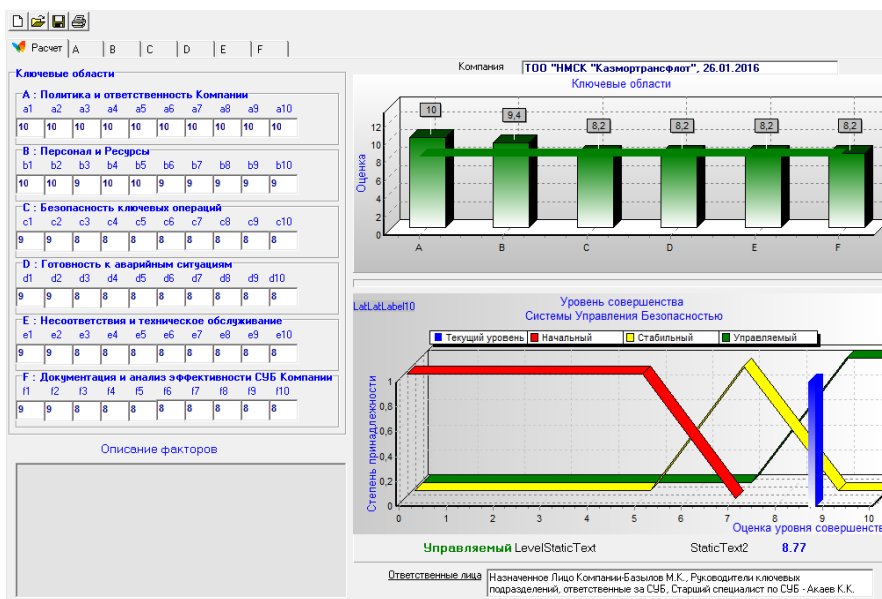 Расчет A B C D E F
Ключевые области
A : Политика и ответственность Компании
a1 a2 a3 a4 a5 a6 a7 a8 a9 a10
10 10 10 10 10 10 10 10 10 10
B : Персонал и Ресурсы
b1 b2 b3 b4 b5 b6 b7 b8 b9 b10
10 10 9 10 10 9 9 9 9 9
C : Безопасность ключевых операций
c1 c2 c3 c4 c5 c6 c7 c8 c9 c10
9 9 8 8 8 8 8 8 8 8
D : Готовность к аварийным ситуациям
d1 d2 d3 d4 d5 d6 d7 d8 d9 d10
9 9 8 8 8 8 8 8 8 8
E : Несоответствия и техническое обслуживание
e1 e2 e3 e4 e5 e6 e7 e8 e9 e10
9 9 8 8 8 8 8 8 8 8
F : Документация и анализ эффективности СУБ Компании
f1 f2 f3 f4 f5 f6 f7 f8 f9 f10
9 9 8 8 8 8 8 8 8 8
Описание факторов
Компания ТОО "НМСК "Казмортрансфлот", 26.01.2016
Ключевые области
10 9,4 8,2 8,2 8,2 8,2
Оценка
12
10
8
6
4
2
0
A B C D E F
LatLatLabel10
Уровень совершенства
Системы Управления Безопасностью
Текущий уровень Начальный Стабильный Управляемый
Степень принадлежности
1
0,8
0,6
0,4
0,2
0
0 1 2 3 4 5 6 7 8 9 10
Оценка уровня совершенств
Управляемый LevelStaticText StaticText2 8.77
Ответственные лица Назначенное Лицо Компании-Базылов М.К., Руководители ключевых
подразделений, ответственные за СУБ, Старший специалист по СУБ - Акаев К.К.